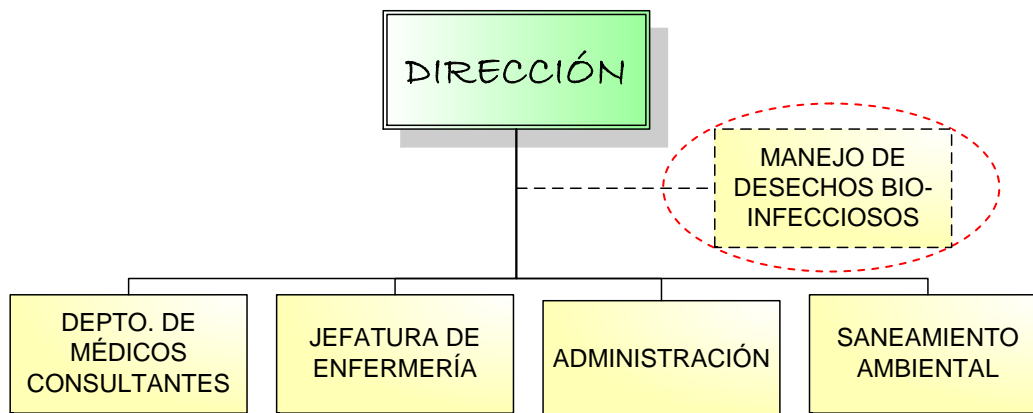 DIRECCIÓN
MANEJO DE
DESECHOS BIO-
INFECCIOSOS
DEPTO. DE
MÉDICOS
CONSULTANTES
JEFATURA DE
ENFERMERÍA
ADMINISTRACIÓN
SANEAMIENTO
AMBIENTAL